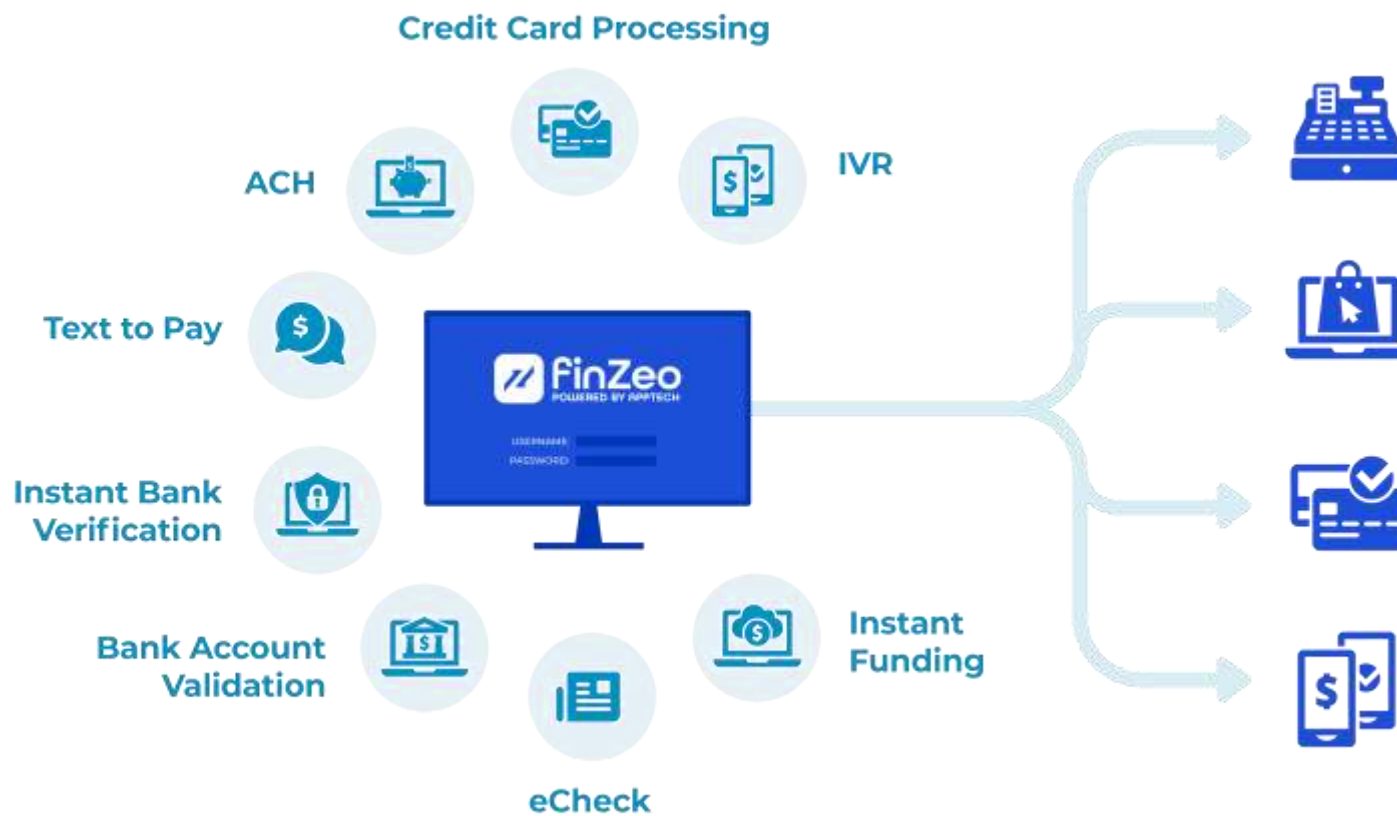 Credit Card Processing
ACH
IVR
Text to Pay
finZeo
POWERED BY APPTECH
USERNAME
PASSWORD
Instant Bank
Verification
Bank Account
Validation
Instant
Funding
eCheck